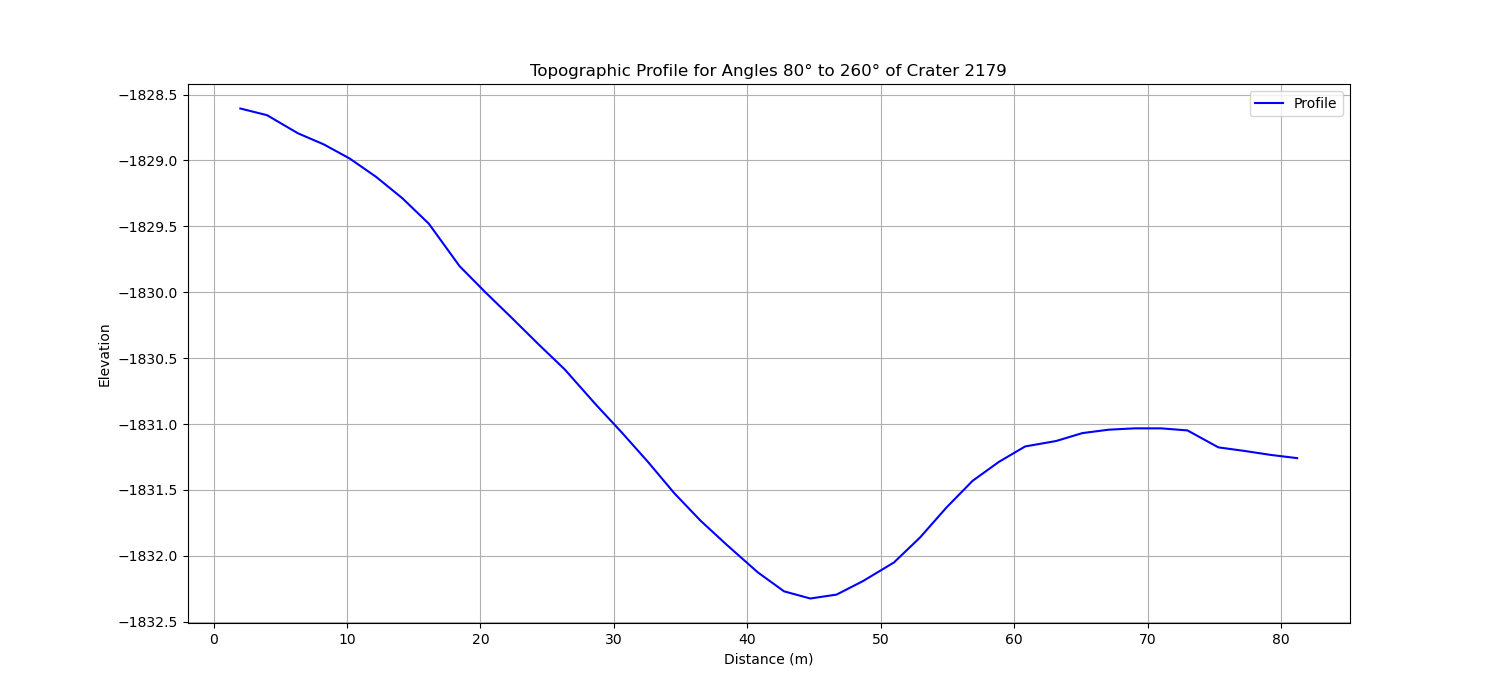 Topographic Profile for Angles 80° to 260° of Crater 2179
Profile
−1828.5
−1829.0
−1829.5
−1830.0
−1830.5
−1831.0
−1831.5
−1832.0
−1832.5
Elevation
0 10 20 30 40 50 60 70 80
Distance (m)